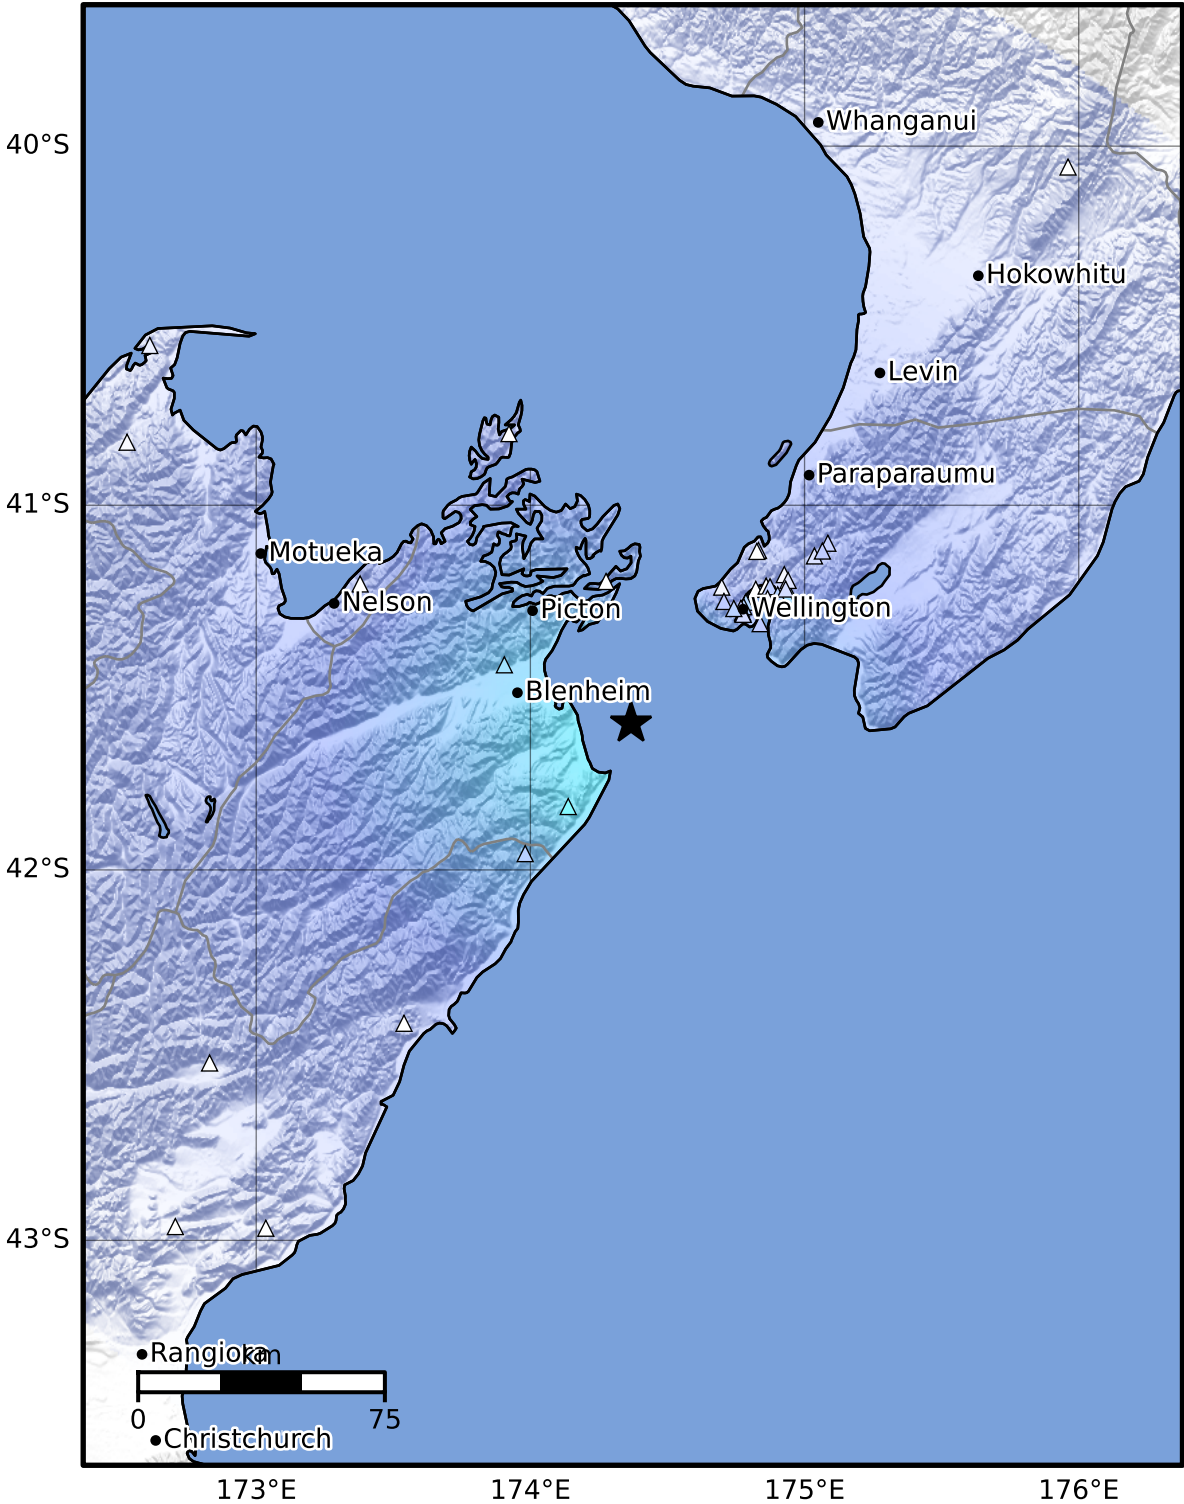 Whanganui
40°S
Hokowhitu
Levin
Paraparaumu
41°S
Motueka
Nelson
Picton
Wellington
Blenheim
42°S
43°S
Rangiora
km
0
75
Christchurch
173°E
174°E
175°E
176°E